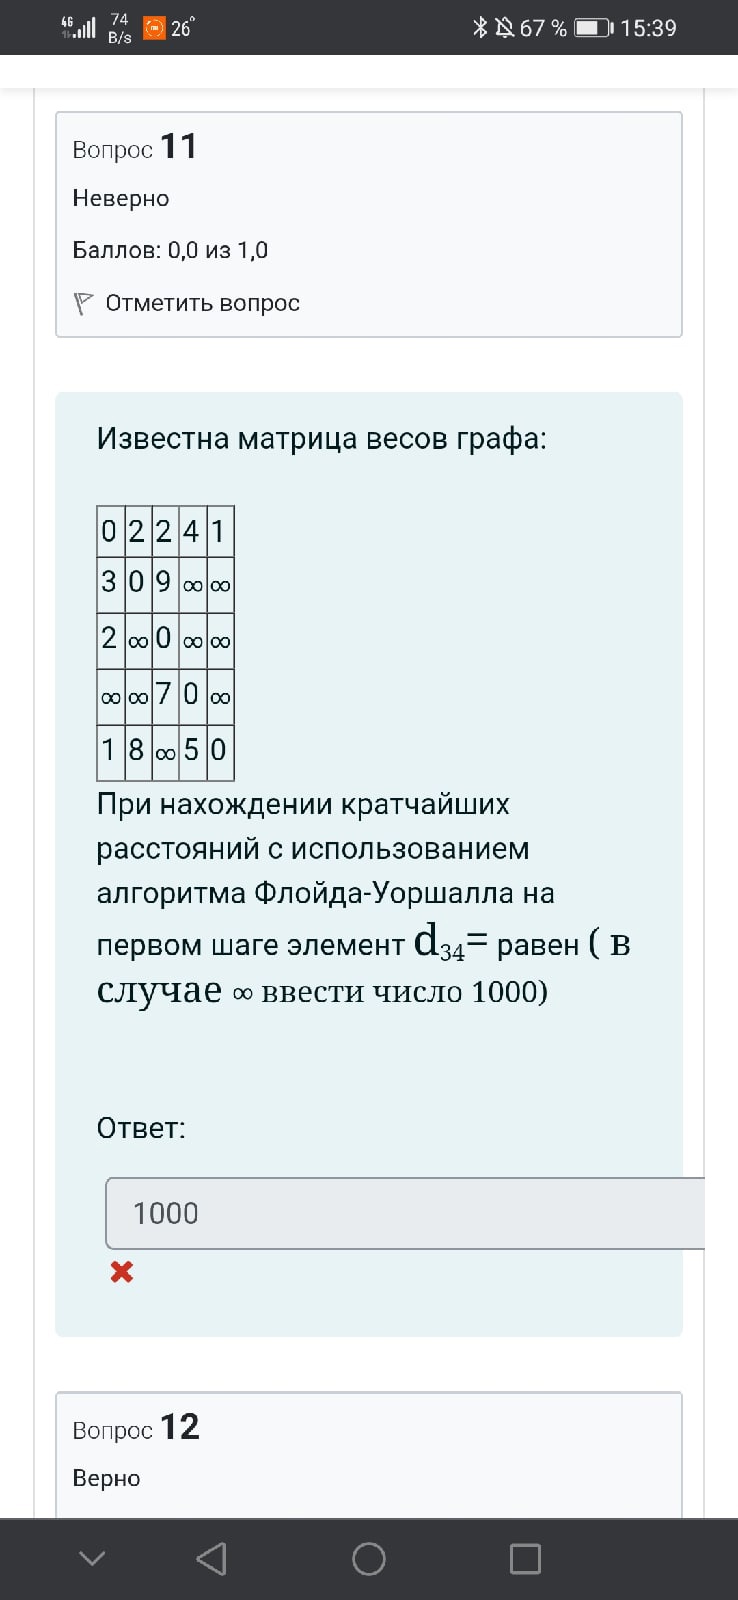 4G 74 B/s 26° 67 % 15:39
Вопрос 11
Неверно
Баллов: 0,0 из 1,0
Отметить вопрос
Известна матрица весов графа:
0 2 2 4 1
3 0 9 ∞ ∞
2 ∞ 0 ∞ ∞
∞ ∞ 7 0 ∞
1 8 ∞ 5 0
При нахождении кратчайших
расстояний с использованием
алгоритма Флойда-Уоршалла на
первом шаге элемент d34= равен ( в
случае ∞ ввести число 1000)
Ответ:
1000
Вопрос 12
Верно